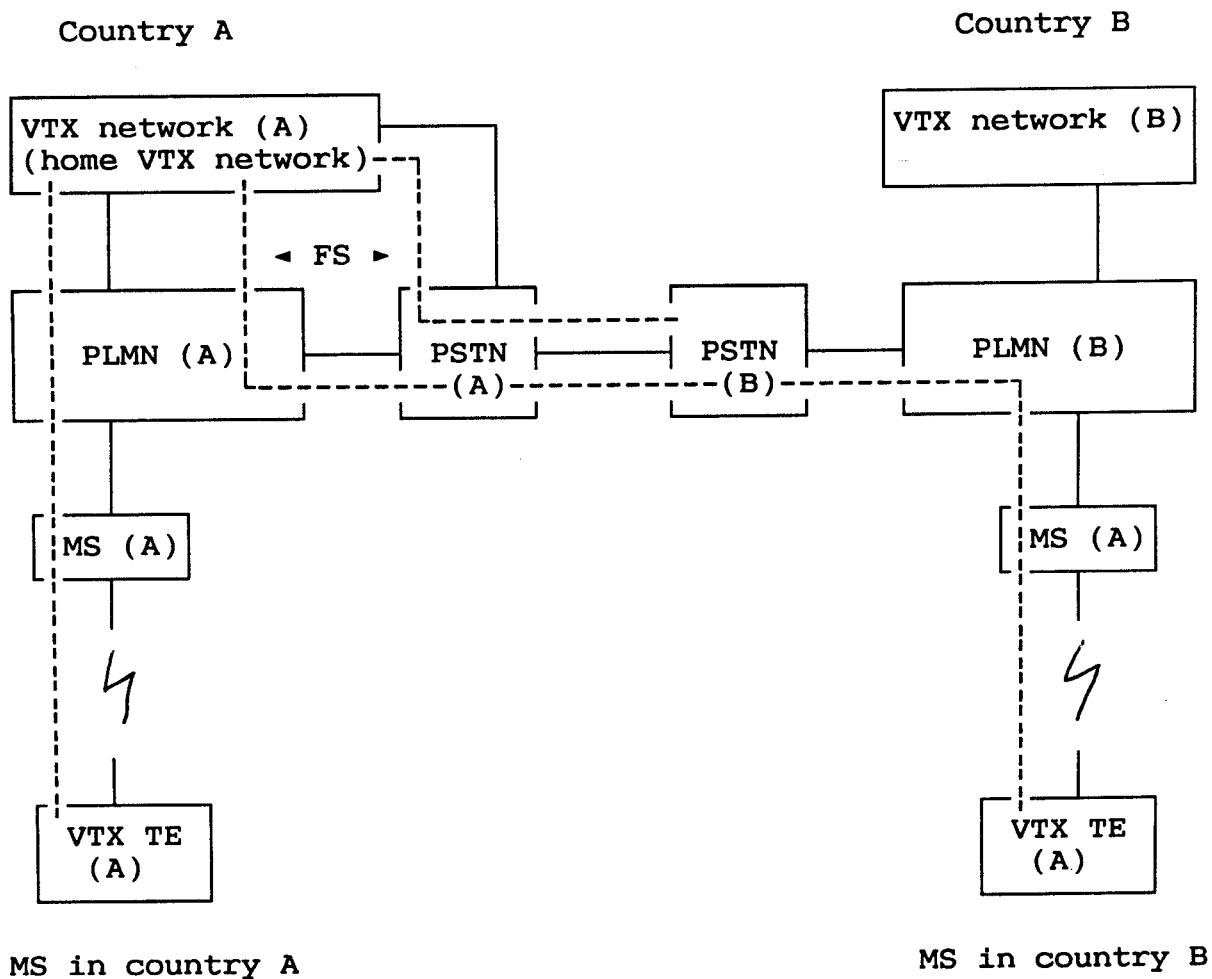 Country A
Country B
VTX network (A)
(home VTX network)
VTX network (B)
◄ FS ►
PLMN (A)
PSTN
(A)
PSTN
(B)
PLMN (B)
MS (A)
MS (A)
VTX TE
(A)
VTX TE
(A)
MS in country A
MS in country B